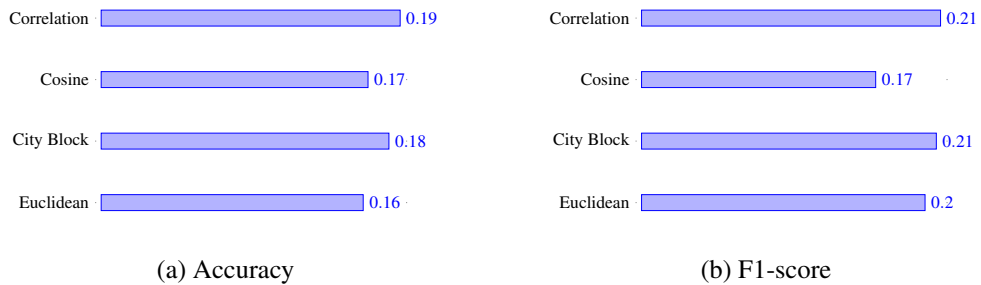 Correlation 0.19
Cosine 0.17
City Block 0.18
Euclidean 0.16
(a) Accuracy
Correlation 0.21
Cosine 0.17
City Block 0.21
Euclidean 0.2
(b) F1-score